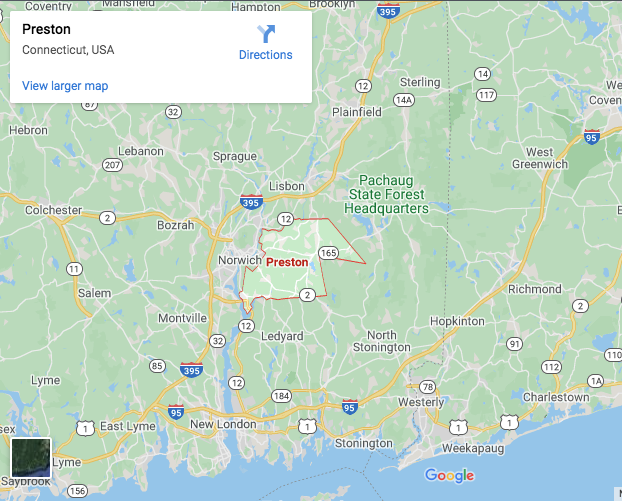 Coventry
Mansfield
Hampton
Brooklyn
Preston
Connecticut, USA
Directions
View larger map
395
Sterling
14
12
14A
117
Plainfield
87
32
Hebron
Lebanon
207
Sprague
West
Greenwich
95
Lisbon
395
Pachaug
State Forest
Headquarters
Colchester
2
Bozrah
12
165
Norwich
Preston
11
Salem
2
Richmond
2
Montville
12
Ledyard
Hopkinton
North
Stonington
32
91
110
85
395
112
Lyme
12
184
78
1A
Charlestown
95
95
Westerly
1
East Lyme
New London
1
1
1
Stonington
Weekapaug
Lyme
Google
Saybrook
156